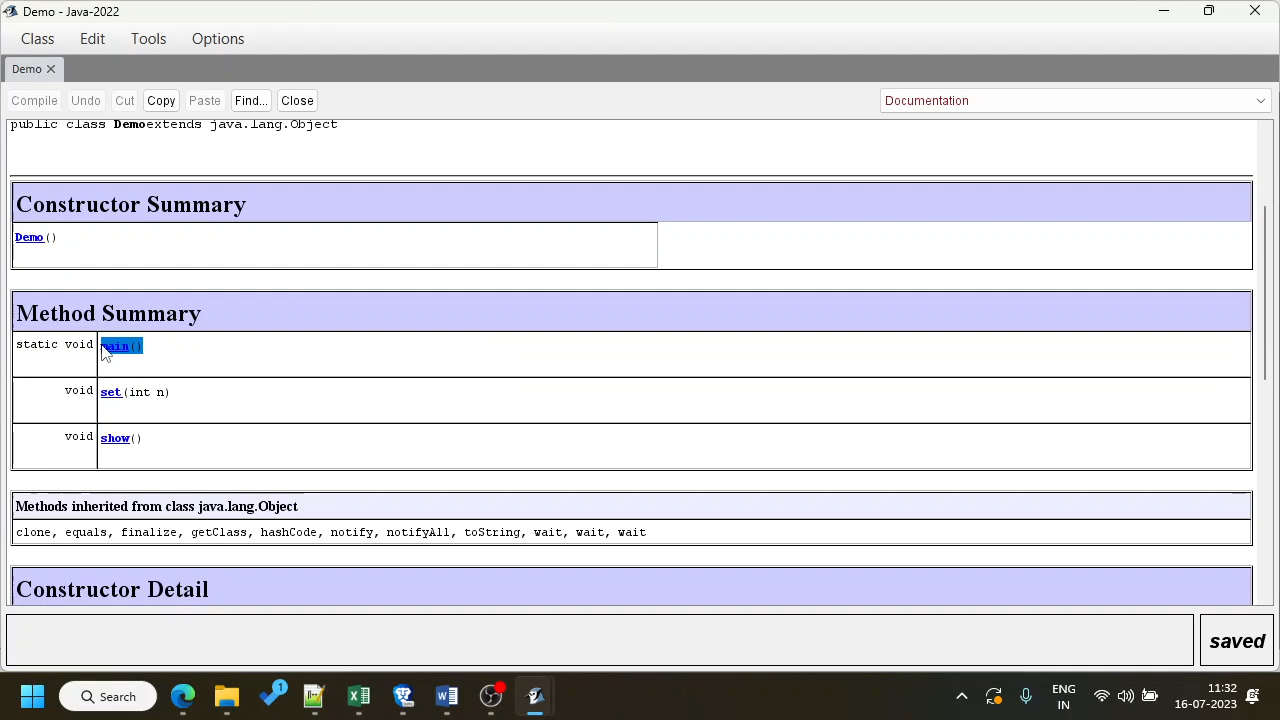 Demo - Java-2022
Class Edit Tools Options
Demo
Compile Undo Cut Copy Paste Find... Close Documentation
public class Demoextends java.lang.Object
Constructor Summary
Demo()
Method Summary
static void main()
void set(int n)
void show()
Methods inherited from class java.lang.Object
clone, equals, finalize, getClass, hashCode, notify, notifyAll, toString, wait, wait, wait
Constructor Detail
saved
1
Search
ENG
IN
11:32
16-07-2023